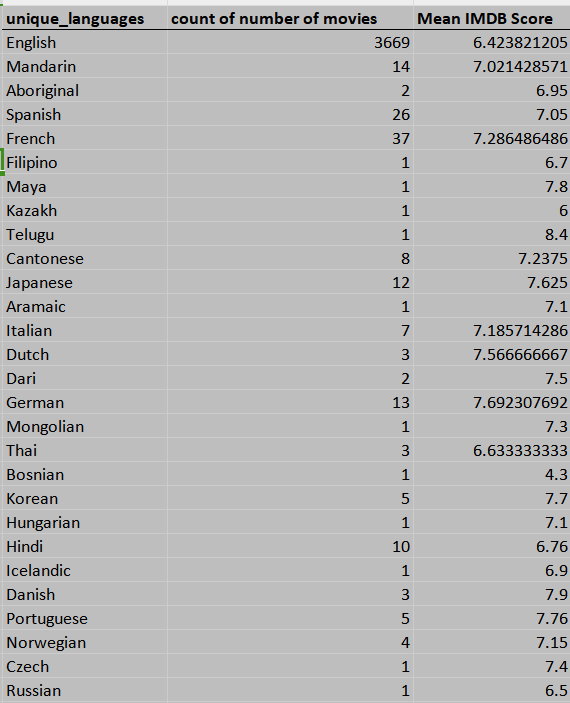 unique_languages count of number of movies Mean IMDB Score
English 3669 6.423821205
Mandarin 14 7.021428571
Aboriginal 2 6.95
Spanish 26 7.05
French 37 7.286486486
Filipino 1 6.7
Maya 1 7.8
Kazakh 1 6
Telugu 1 8.4
Cantonese 8 7.2375
Japanese 12 7.625
Aramaic 1 7.1
Italian 7 7.185714286
Dutch 3 7.566666667
Dari 2 7.5
German 13 7.692307692
Mongolian 1 7.3
Thai 3 6.633333333
Bosnian 1 4.3
Korean 5 7.7
Hungarian 1 7.1
Hindi 10 6.76
Icelandic 1 6.9
Danish 3 7.9
Portuguese 5 7.76
Norwegian 4 7.15
Czech 1 7.4
Russian 1 6.5